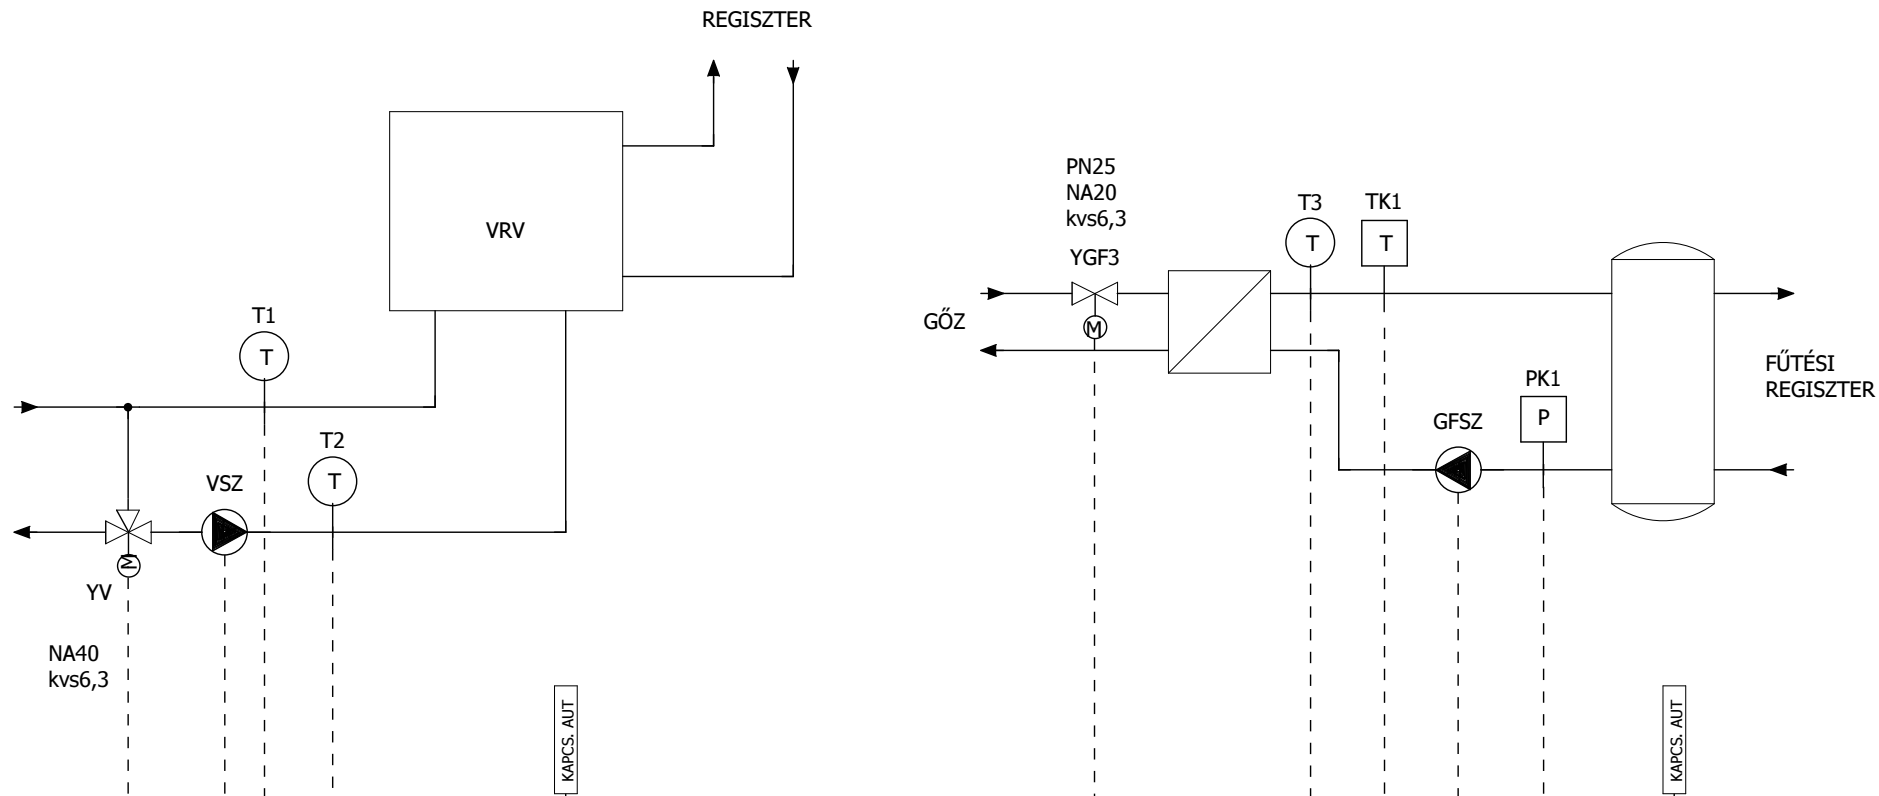 REGISZTER
VRV
T1
T
T2
T
VSZ
M
YV
NA40
kvs6,3
KAPCS. AUT
PN25
NA20
kvs6,3
YGF3
M
GŐZ
T3
T
TK1
T
GFSZ
PK1
P
FŰTÉSI
REGISZTER
KAPCS. AUT